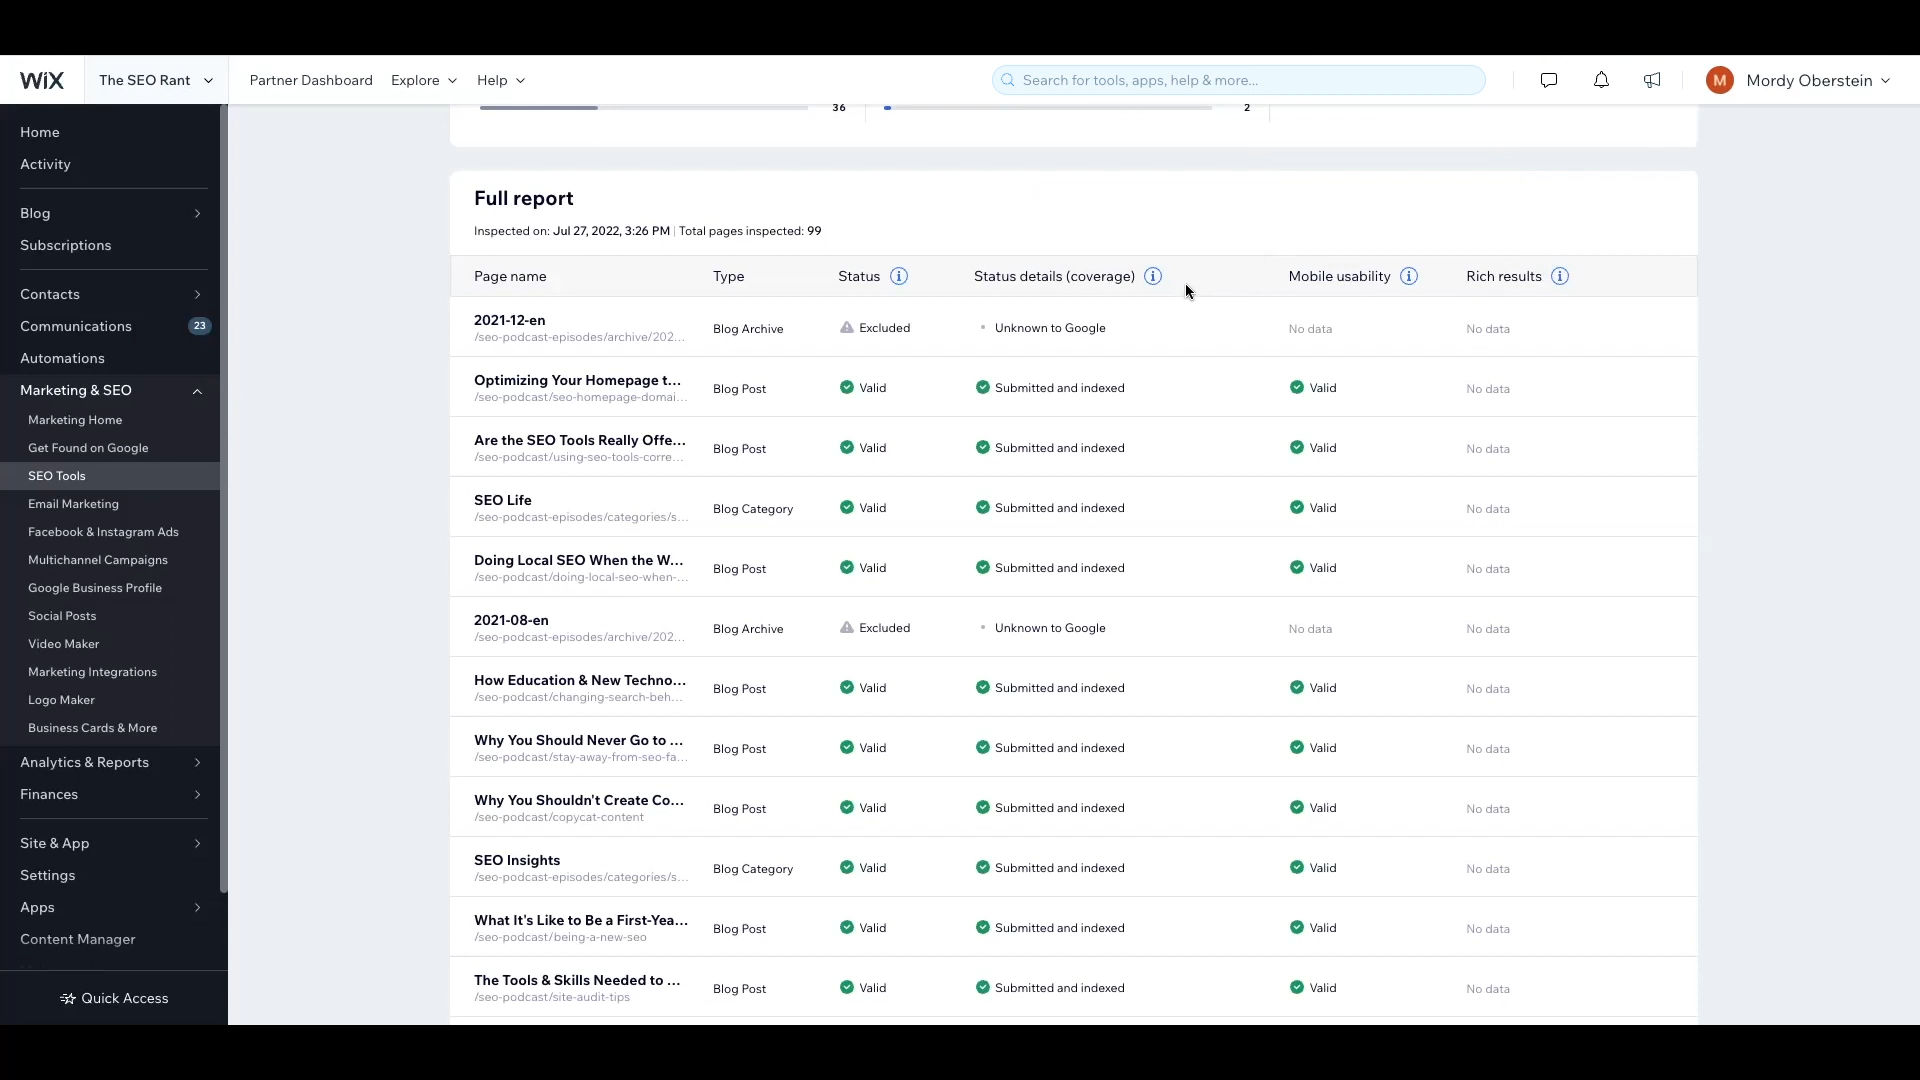 WiX
The SEO Rant
Partner Dashboard
Explore
Help
Search for tools, apps, help & more...
M
Mordy Oberstein
Home
Activity
Blog
Subscriptions
Contacts
Communications 23
Automations
Marketing & SEO
Marketing Home
Get Found on Google
SEO Tools
Email Marketing
Facebook & Instagram Ads
Multichannel Campaigns
Google Business Profile
Social Posts
Video Maker
Marketing Integrations
Logo Maker
Business Cards & More
Analytics & Reports
Finances
Site & App
Settings
Apps
Content Manager
Quick Access
36
2
Full report
Inspected on: Jul 27, 2022, 3:26 PM | Total pages inspected: 99
Page name Type Status i Status details (coverage) i Mobile usability i Rich results i
2021-12-en
/seo-podcast-episodes/archive/202...
Blog Archive Excluded Unknown to Google No data No data
Optimizing Your Homepage t...
/seo-podcast/seo-homepage-domai...
Blog Post Valid Submitted and indexed Valid No data
Are the SEO Tools Really Offe...
/seo-podcast/using-seo-tools-corre...
Blog Post Valid Submitted and indexed Valid No data
SEO Life
/seo-podcast-episodes/categories/s...
Blog Category Valid Submitted and indexed Valid No data
Doing Local SEO When the W...
/seo-podcast/doing-local-seo-when-...
Blog Post Valid Submitted and indexed Valid No data
2021-08-en
/seo-podcast-episodes/archive/202...
Blog Archive Excluded Unknown to Google No data No data
How Education & New Techno...
/seo-podcast/changing-search-beh...
Blog Post Valid Submitted and indexed Valid No data
Why You Should Never Go to ...
/seo-podcast/stay-away-from-seo-fa...
Blog Post Valid Submitted and indexed Valid No data
Why You Shouldn't Create Co...
/seo-podcast/copycat-content
Blog Post Valid Submitted and indexed Valid No data
SEO Insights
/seo-podcast-episodes/categories/s...
Blog Category Valid Submitted and indexed Valid No data
What It's Like to Be a First-Yea...
/seo-podcast/being-a-new-seo
Blog Post Valid Submitted and indexed Valid No data
The Tools & Skills Needed to ...
/seo-podcast/site-audit-tips
Blog Post Valid Submitted and indexed Valid No data